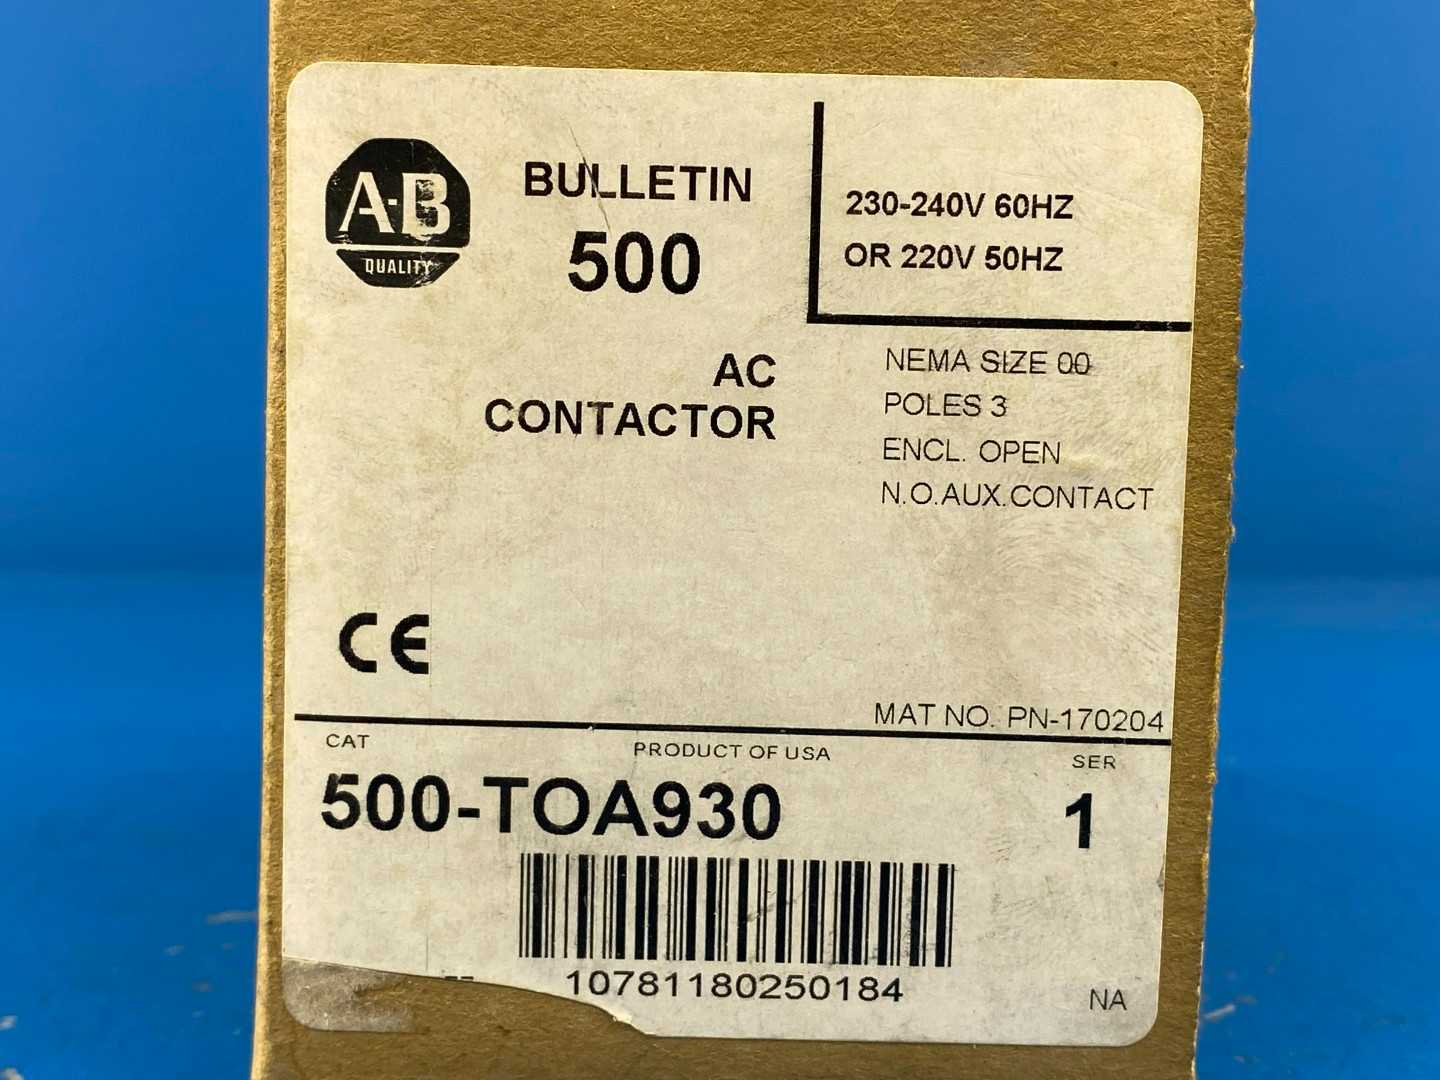 A-B
QUALITY
BULLETIN
500
230-240V 60HZ
OR 220V 50HZ
AC
CONTACTOR
NEMA SIZE 00
POLES 3
ENCL. OPEN
N.O.AUX.CONTACT
CE
MAT NO. PN-170204
CAT
PRODUCT OF USA
SER
500-TOA930
1
10781180250184
NA